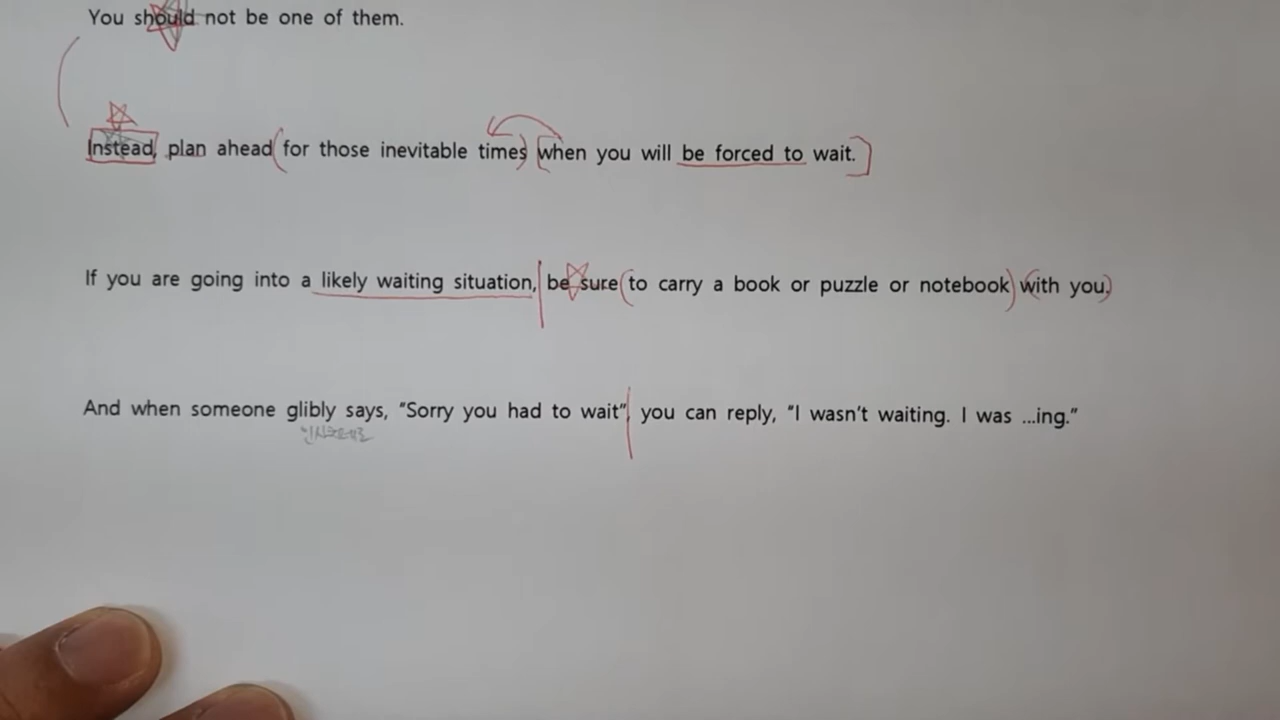 You should not be one of them.
Instead, plan ahead for those inevitable times when you will be forced to wait.
If you are going into a likely waiting situation, be sure to carry a book or puzzle or notebook with you.
And when someone glibly says, “Sorry you had to wait”, you can reply, “I wasn’t waiting. I was ...ing.”